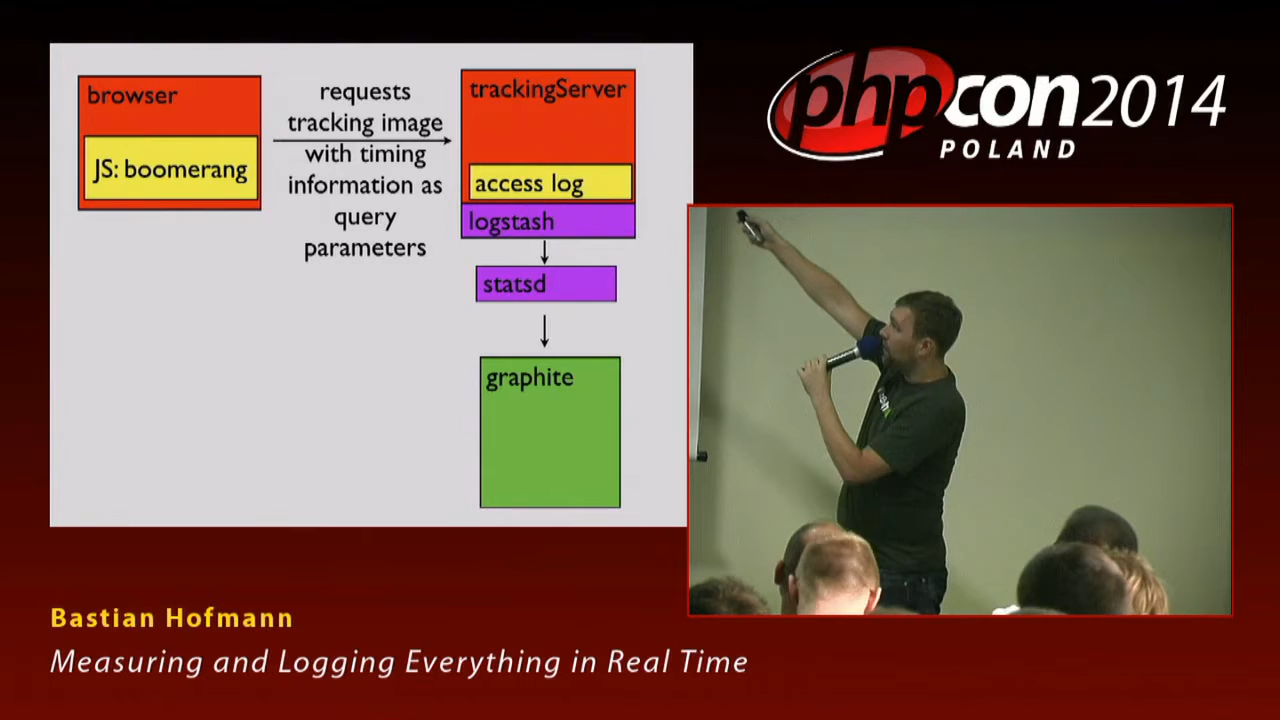 browser
JS: boomerang
requests
tracking image
with timing
information as
query
parameters
trackingServer
access log
logstash
statsd
graphite
phpcon2014
POLAND
Bastian Hofmann
Measuring and Logging Everything in Real Time